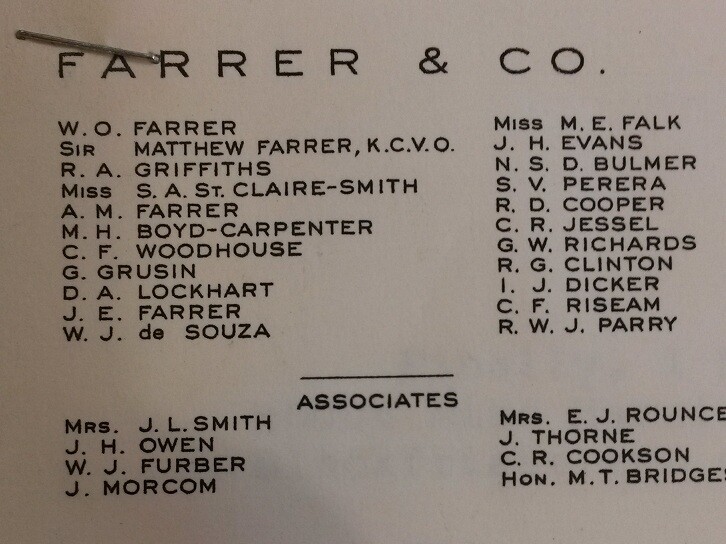 FARRER & CO.
W. O. FARRER
SIR MATTHEW FARRER, K.C.V.O.
R. A. GRIFFITHS
MISS S. A. ST. CLAIRE-SMITH
A. M. FARRER
M. H. BOYD-CARPENTER
C. F. WOODHOUSE
G. GRUSIN
D. A. LOCKHART
J. E. FARRER
W. J. de SOUZA
MISS M. E. FALK
J. H. EVANS
N. S. D. BULMER
S. V. PERERA
R. D. COOPER
C. R. JESSEL
G. W. RICHARDS
R. G. CLINTON
I. J. DICKER
C. F. RISEAM
R. W. J. PARRY
ASSOCIATES
MRS. J. L. SMITH
J. H. OWEN
W. J. FURBER
J. MORCOM
MRS. E. J. ROUNCE
J. THORNE
C. R. COOKSON
HON. M. T. BRIDGES